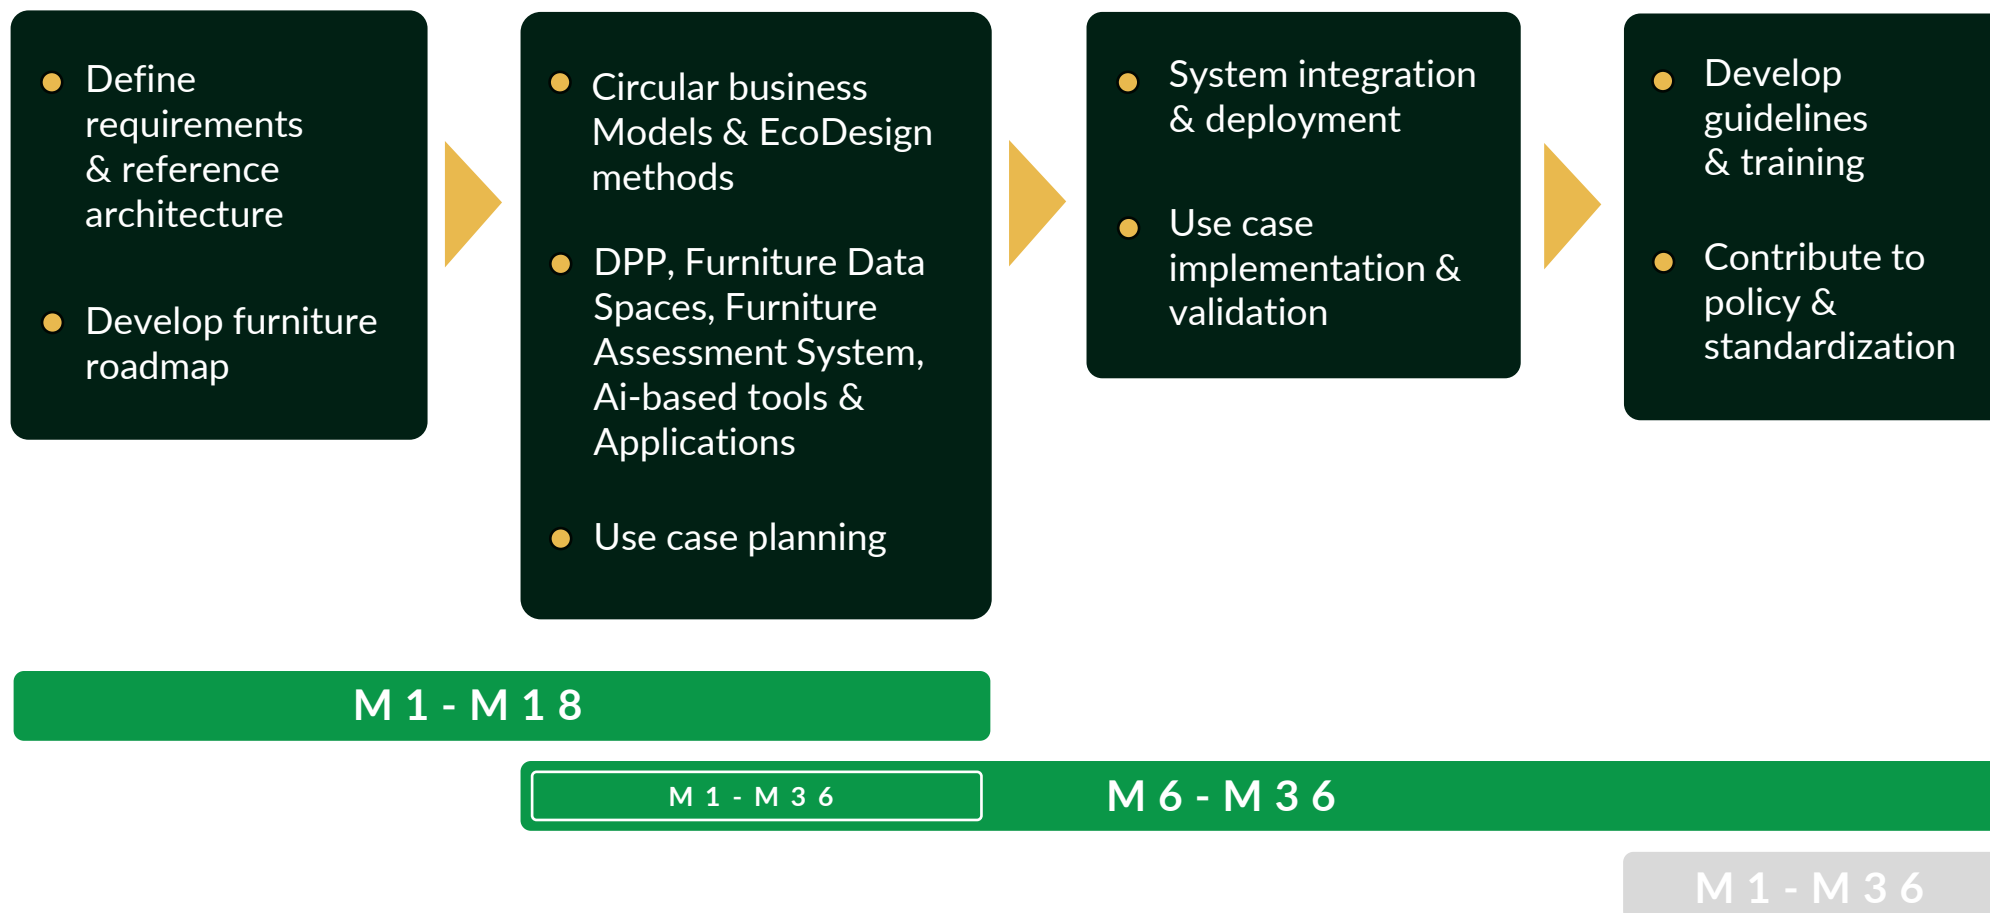 Define
requirements
& reference
architecture
Develop furniture
roadmap
Circular business
Models & EcoDesign
methods
DPP, Furniture Data
Spaces, Furniture
Assessment System,
Ai-based tools &
Applications
Use case planning
System integration
& deployment
Use case
implementation &
validation
Develop
guidelines
& training
Contribute to
policy &
standardization
M1-M18
M1-M36
M6-M36
M1-M36